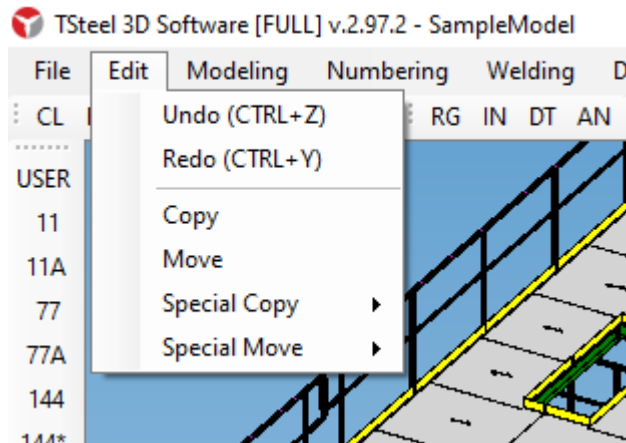 TSteel 3D Software [FULL] v.2.97.2 - SampleModel
File Edit Modeling Numbering Welding
CL RG IN DT AN
Undo (CTRL+Z)
Redo (CTRL+Y)
Copy
Move
Special Copy
Special Move
USER
11
11A
77
77A
144
144*